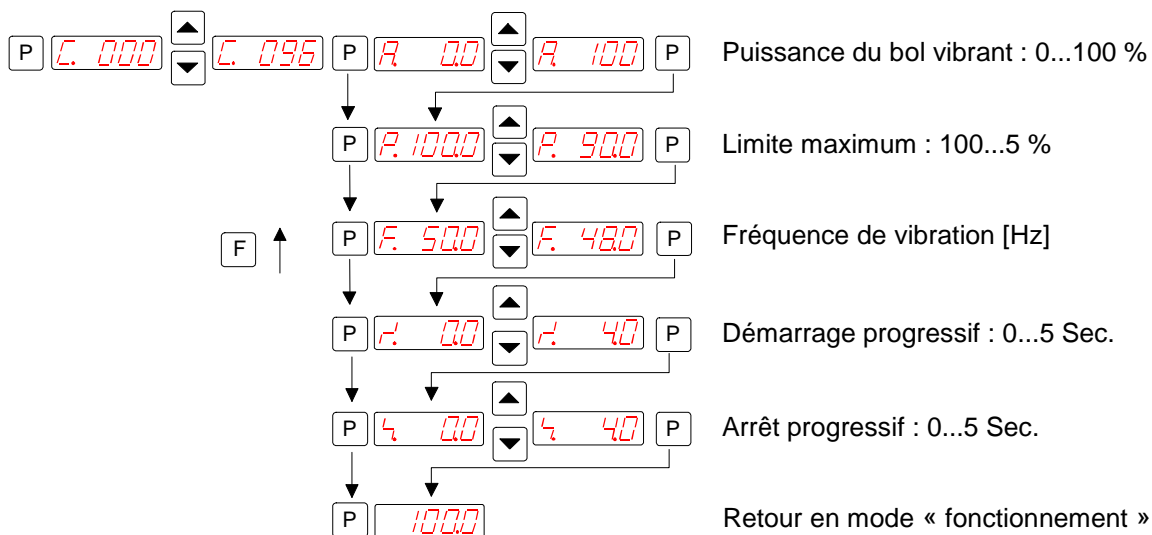 P C. 000 C. 096 P A. 0.0 A. 100 P Puissance du bol vibrant : 0...100 %
P P. 100.0 P. 90.0 P Limite maximum : 100...5 %
F P F. 50.0 F. 48.0 P Fréquence de vibration [Hz]
P 0.0 4.0 P Démarrage progressif : 0...5 Sec.
P 0.0 4.0 P Arrêt progressif : 0...5 Sec.
P 100.0 Retour en mode « fonctionnement »